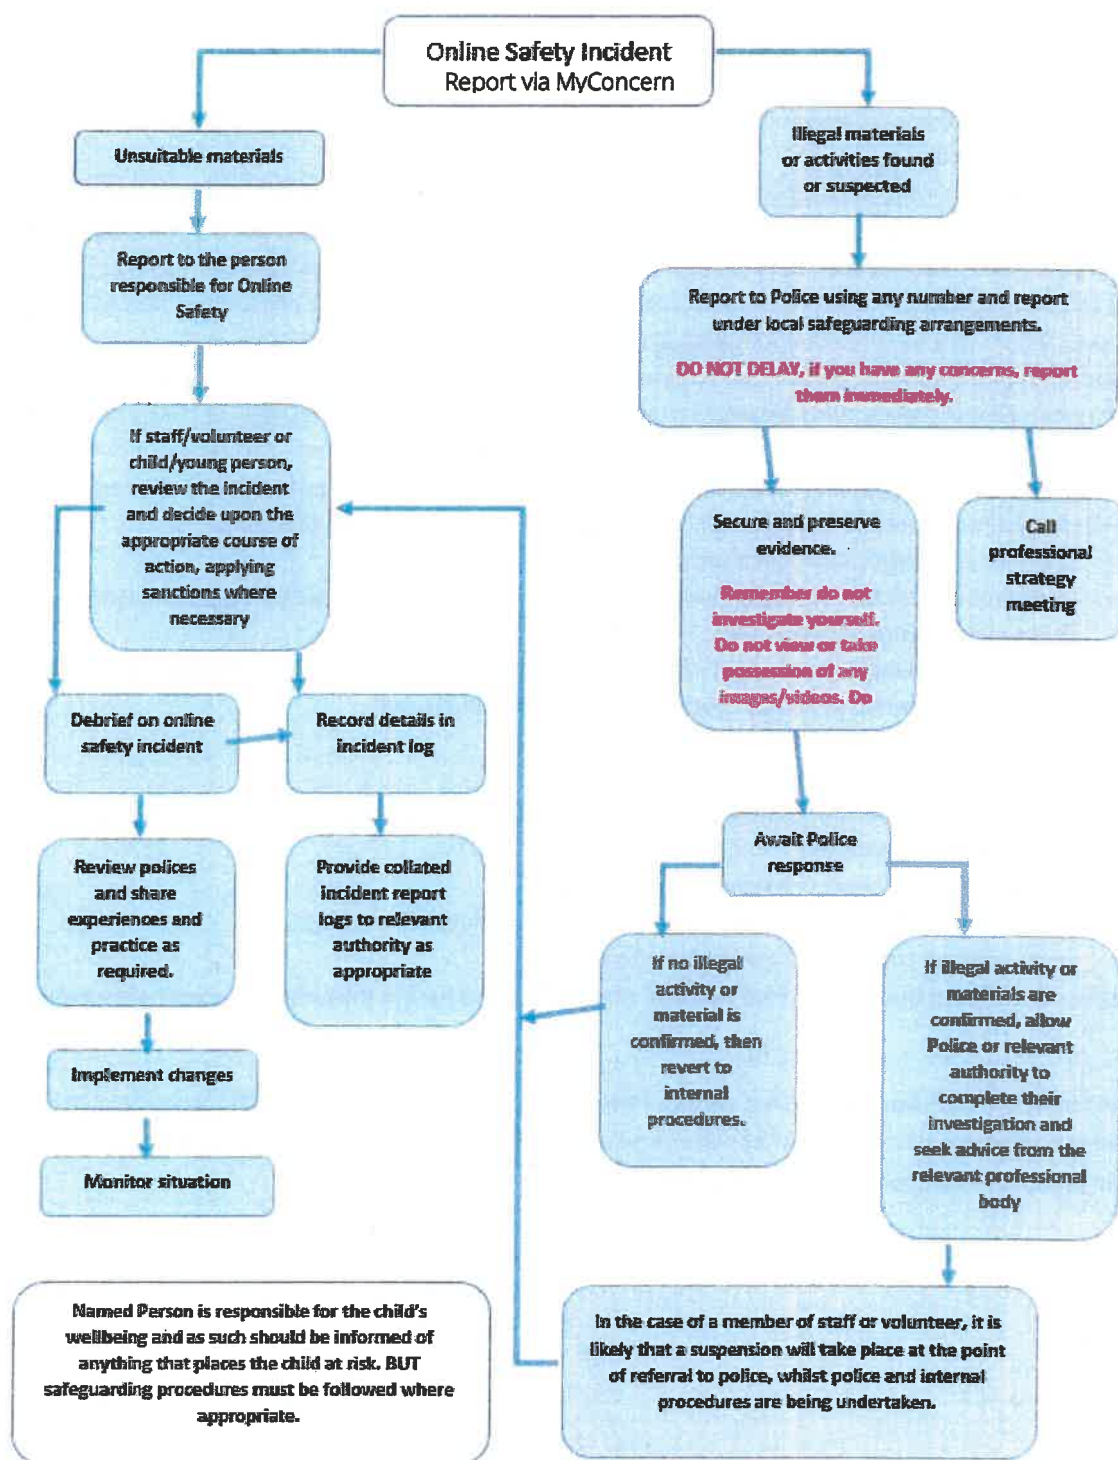 Online Safety Incident
Report via MyConcern
Unsuitable materials
Illegal materials
or activities found
or suspected
Report to the person
responsible for Online
Safety
Report to Police using any number and report
under local safeguarding arrangements.
DO NOT DELAY, if you have any concerns, report
them immediately.
If staff/volunteer or
child/young person,
review the incident
and decide upon the
appropriate course of
action, applying
sanctions where
necessary
Secure and preserve
evidence.
Remember do not
investigate yourself.
Do not view or take
possession of any
images/videos. Do
Call
professional
strategy
meeting
Debrief on online
safety incident
Record details in
incident log
Review polices
and share
experiences and
practice as
required.
Provide collated
incident report
logs to relevant
authority as
appropriate
Await Police
response
If no illegal
activity or
material is
confirmed, then
revert to
internal
procedures.
If illegal activity or
materials are
confirmed, allow
Police or relevant
authority to
complete their
investigation and
seek advice from the
relevant professional
body
Implement changes
Monitor situation
Named Person is responsible for the child's
wellbeing and as such should be informed of
anything that places the child at risk. BUT
safeguarding procedures must be followed where
appropriate.
In the case of a member of staff or volunteer, it is
likely that a suspension will take place at the point
of referral to police, whilst police and internal
procedures are being undertaken.